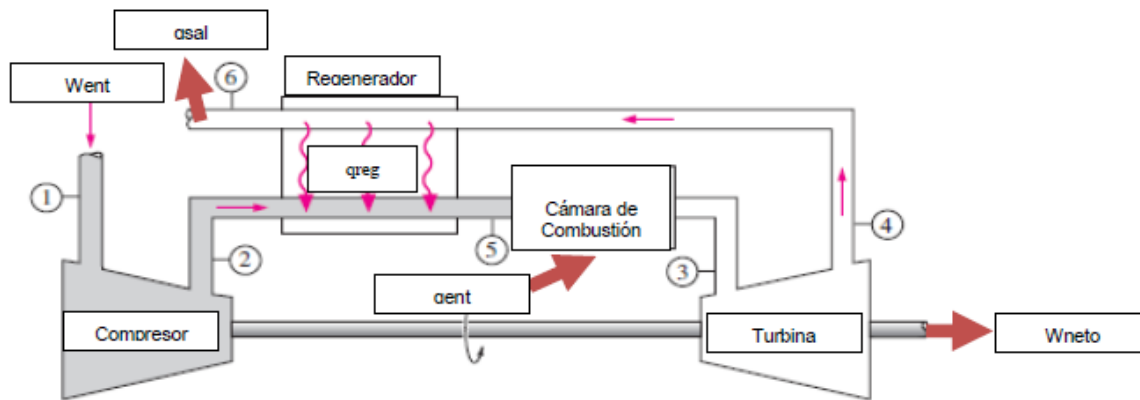 qsal
Went
6
Regenerador
qreg
1
Cámara de
Combustión
5
2
3
4
qent
Compresor
Turbina
Wneto